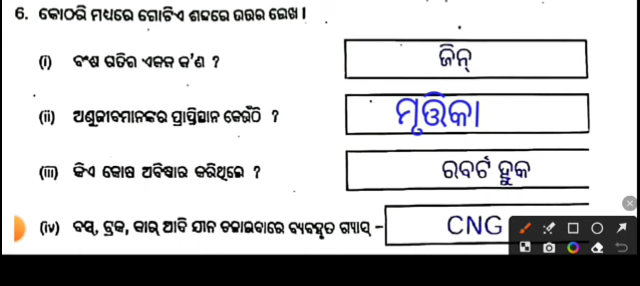 6. କୋଠରି ମଧ୍ୟରେ ଗୋଟିଏ ଶବ୍ଦରେ ଉତ୍ତର ଲେଖ ।
(i) ବଂଶ ଗତିର ଏକକ କ'ଣ ? ଜିନ୍
(ii) ଅଣୁଜୀବମାନଙ୍କର ପ୍ରାପ୍ତିସ୍ଥାନ କେଉଁଠି ? ମୃତ୍ତିକା
(iii) କିଏ କୋଷ ଆବିଷ୍କାର କରିଥିଲେ ? ରବର୍ଟ ହୁକ
(iv) ବସ୍, ଟ୍ରକ୍, କାର୍ ଆଦି ଯାନ ଚଳାଇବାରେ ବ୍ୟବହୃତ ଗ୍ୟାସ୍ – CNG